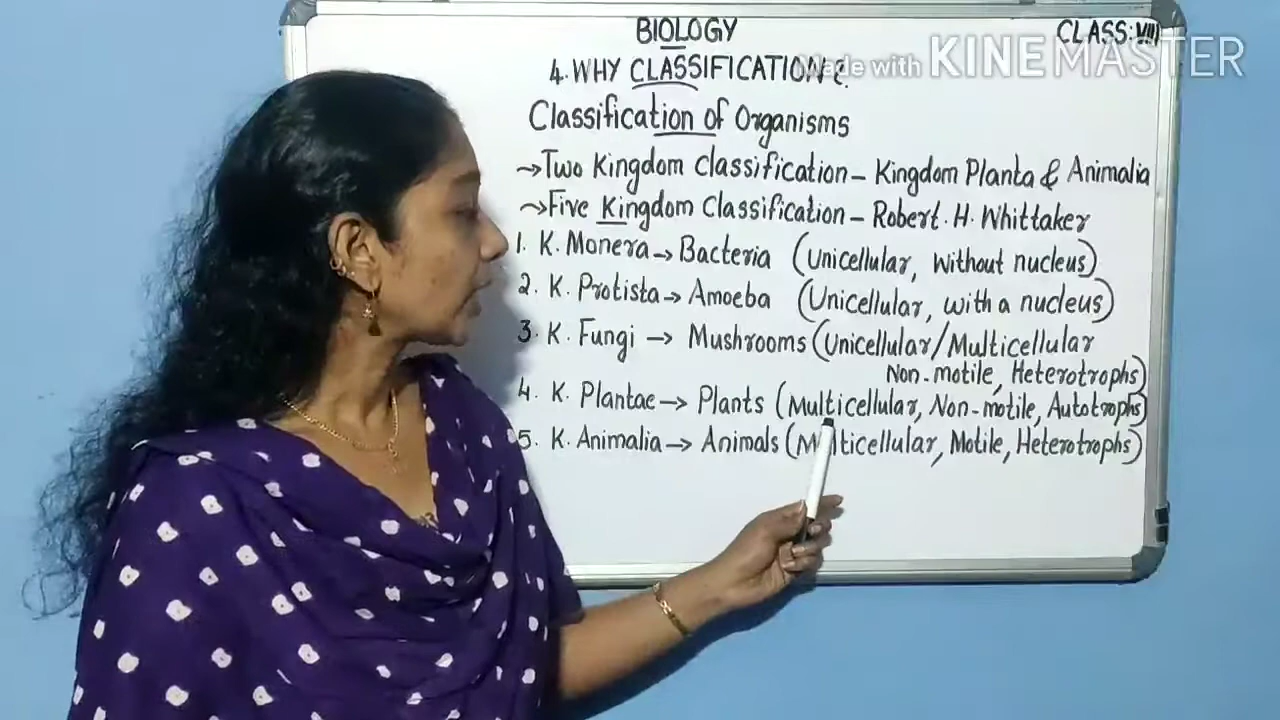 BIOLOGY
CLASS: VIII
Made with KINEMASTER
4. WHY CLASSIFICATION?
Classification of Organisms
→Two Kingdom Classification – Kingdom Planta & Animalia
→Five Kingdom Classification – Robert. H. Whittaker
1. K. Monera → Bacteria (Unicellular, without nucleus)
2. K. Protista → Amoeba (Unicellular, with a nucleus)
3. K. Fungi → Mushrooms (Unicellular/Multicellular
Non-motile, Heterotrophs)
4. K. Plantae → Plants (Multicellular, Non-motile, Autotrophs)
5. K. Animalia → Animals (Multicellular, Motile, Heterotrophs)